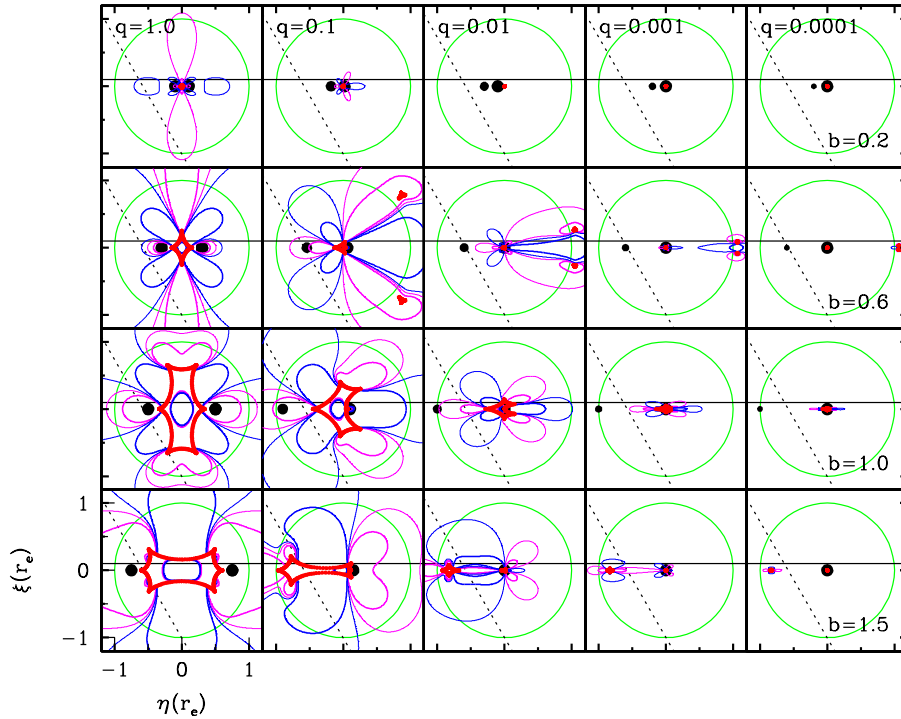 q=1.0 q=0.1 q=0.01 q=0.001 q=0.0001
b=0.2
b=0.6
b=1.0
b=1.5
1
0
−1
ξ(r_e)
−1 0 1
η(r_e)